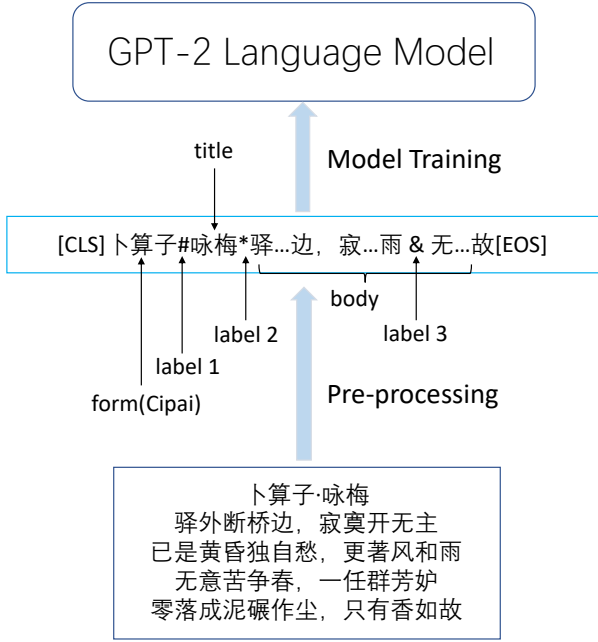 GPT-2 Language Model
title
Model Training
[CLS]卜算子#咏梅*驿...边，寂...雨 & 无...故[EOS]
body
label 2
label 3
label 1
form(Cipai)
Pre-processing
卜算子·咏梅
驿外断桥边，寂寞开无主
已是黄昏独自愁，更著风和雨
无意苦争春，一任群芳妒
零落成泥碾作尘，只有香如故